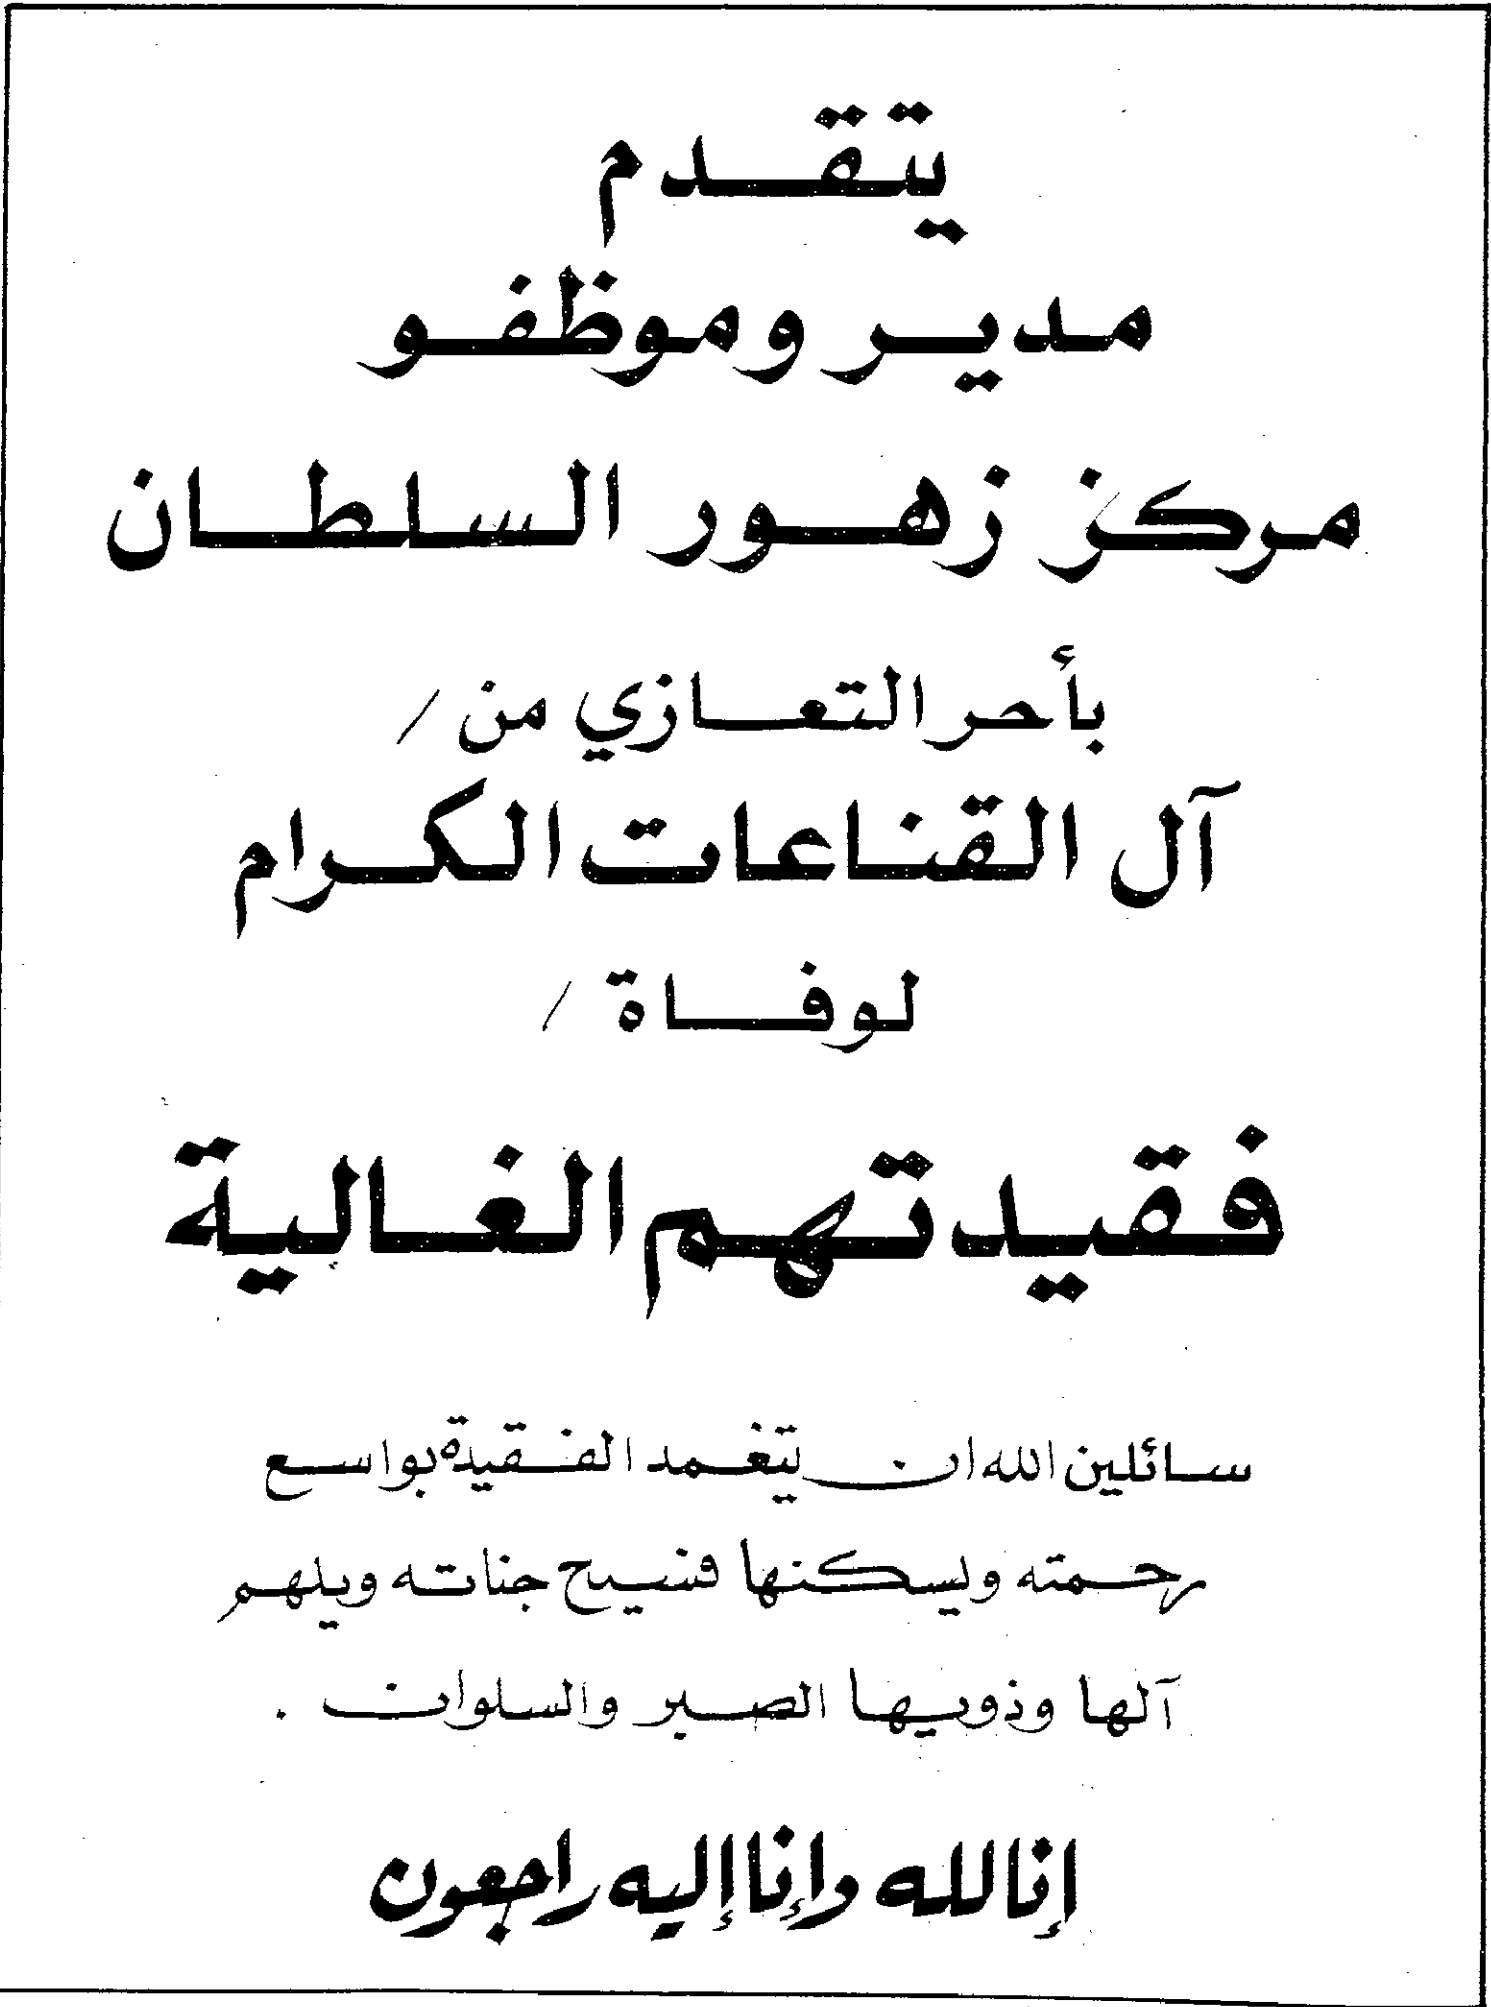 يتقدم
مدير وموظفو
مركز زهور السلطان
بأحر التعازي من /
آل القناعات الكرام
لوفاة /
فقيدتهم الغالية
سائلين الله ان يتغمد الفقيدة بواسع
رحمته ويسكنها فسيح جناته ويلهم
آلها وذويها الصبر والسلوان .
إنا لله وإنا إليه راجعون